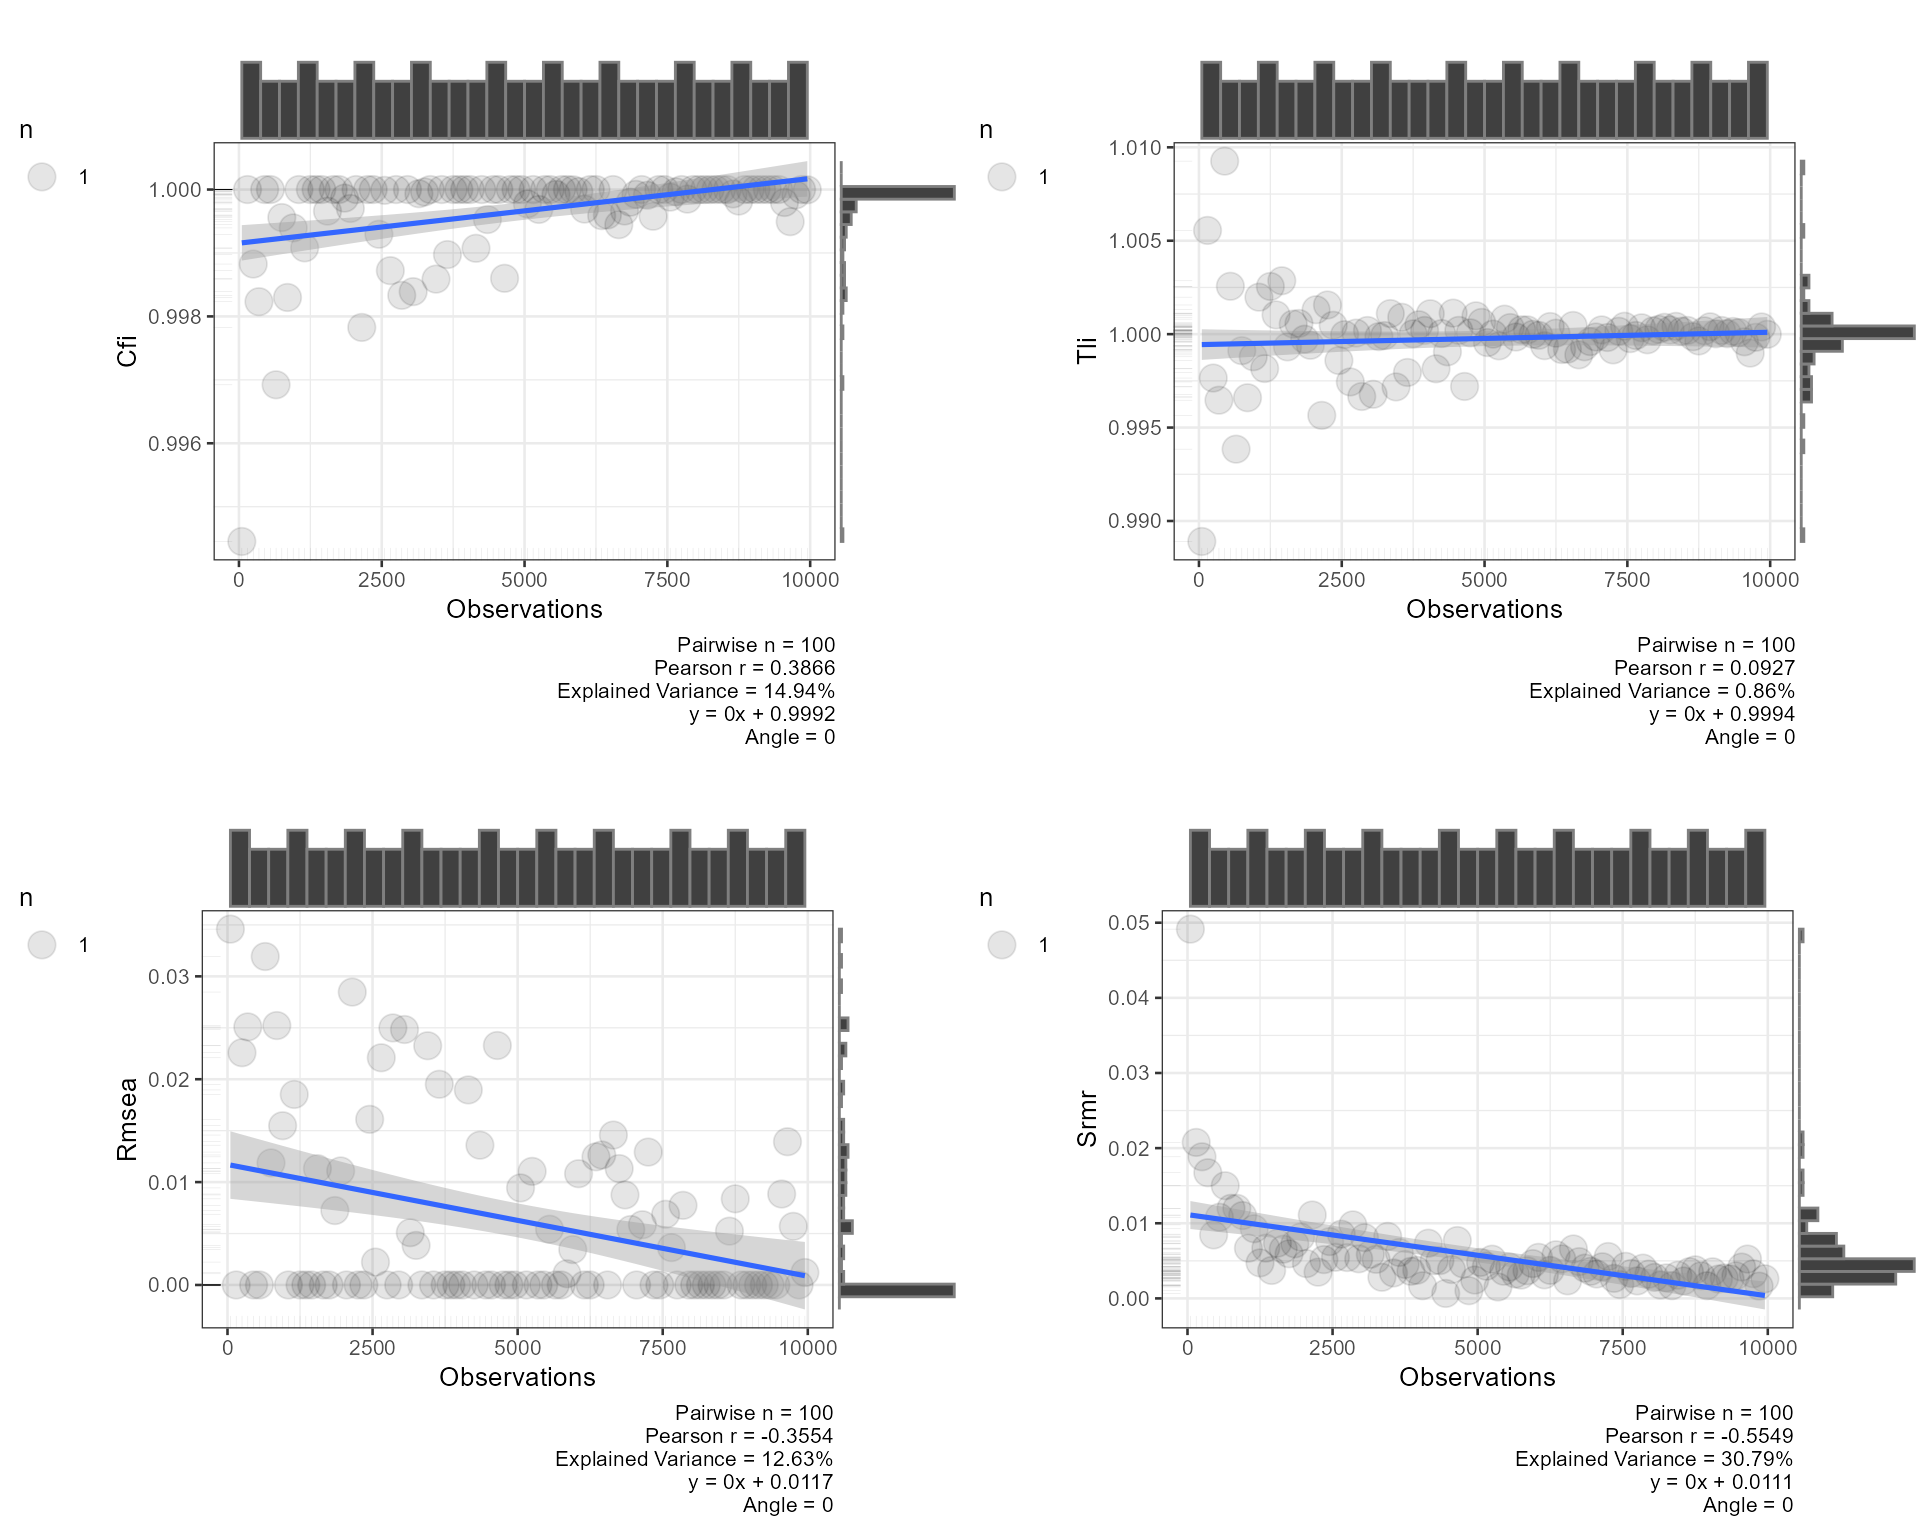 n
1
Cfi
1.000
0.998
0.996
0
2500
5000
7500
10000
Observations
Pairwise n = 100
Pearson r = 0.3866
Explained Variance = 14.94%
y = 0x + 0.9992
Angle = 0
n
1
Tli
1.010
1.005
1.000
0.995
0.990
0
2500
5000
7500
10000
Observations
Pairwise n = 100
Pearson r = 0.0927
Explained Variance = 0.86%
y = 0x + 0.9994
Angle = 0
n
1
Rmsea
0.03
0.02
0.01
0.00
0
2500
5000
7500
10000
Observations
Pairwise n = 100
Pearson r = -0.3554
Explained Variance = 12.63%
y = 0x + 0.0117
Angle = 0
n
1
Srmr
0.05
0.04
0.03
0.02
0.01
0.00
0
2500
5000
7500
10000
Observations
Pairwise n = 100
Pearson r = -0.5549
Explained Variance = 30.79%
y = 0x + 0.0111
Angle = 0